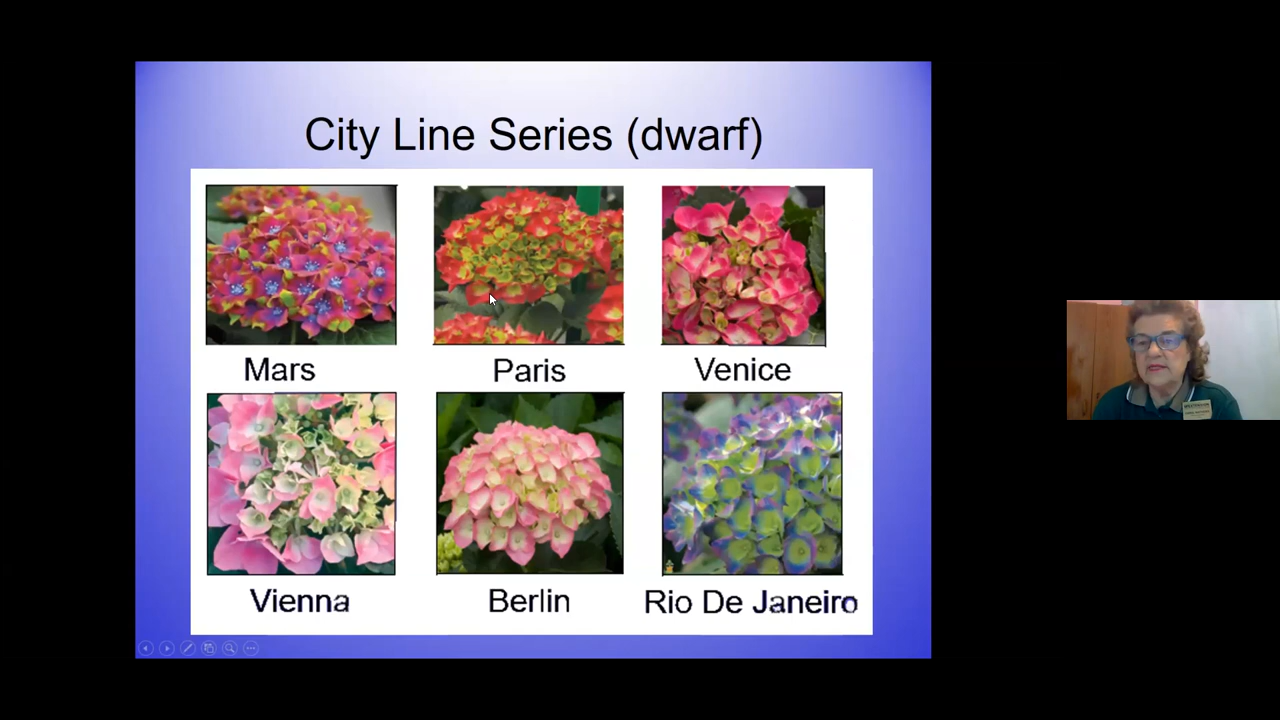 City Line Series (dwarf)
Mars
Paris
Venice
Vienna
Berlin
Rio De Janeiro